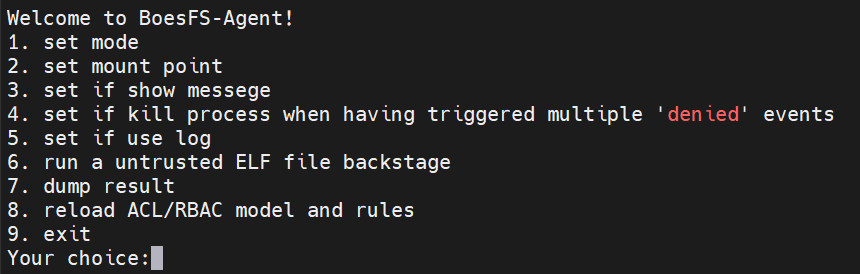 Welcome to BoesFS-Agent!
1. set mode
2. set mount point
3. set if show messege
4. set if kill process when having triggered multiple 'denied' events
5. set if use log
6. run a untrusted ELF file backstage
7. dump result
8. reload ACL/RBAC model and rules
9. exit
Your choice: